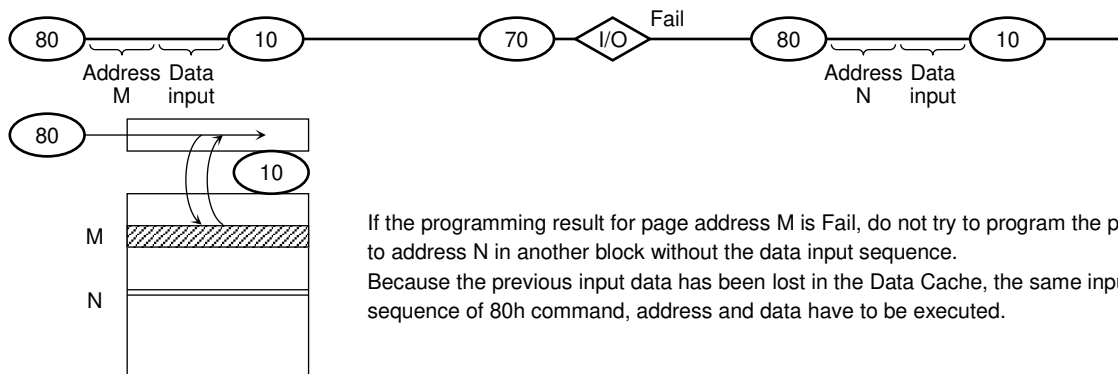 80 10 70 I/O Fail 80 10
Address Data Address Data
M input N input
80
10
M
N
If the programming result for page address M is Fail, do not try to program the
to address N in another block without the data input sequence.
Because the previous input data has been lost in the Data Cache, the same
sequence of 80h command, address and data have to be executed.